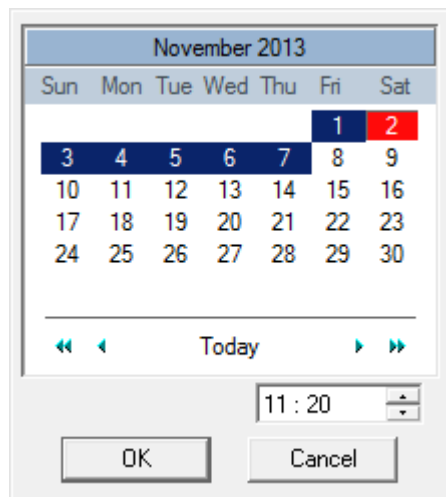 November 2013
Sun Mon Tue Wed Thu Fri Sat
1 2
3 4 5 6 7 8 9
10 11 12 13 14 15 16
17 18 19 20 21 22 23
24 25 26 27 28 29 30
Today
11 : 20
OK Cancel